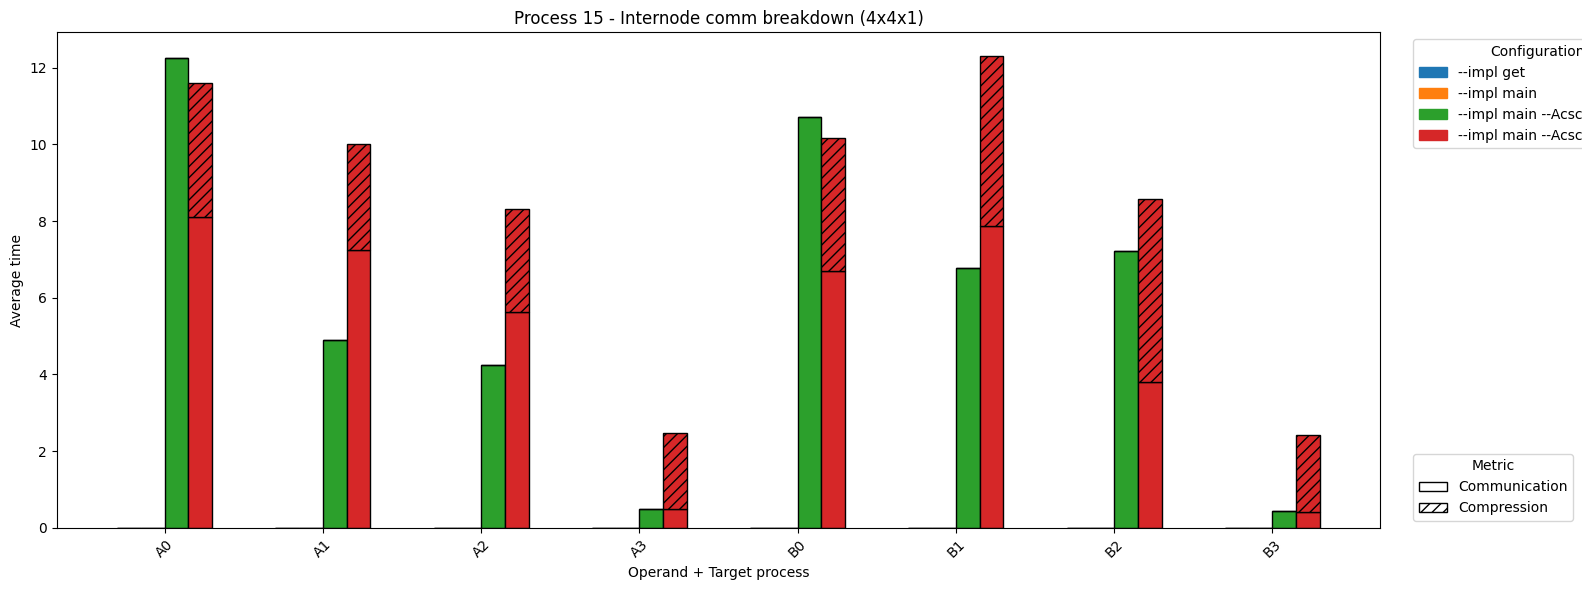 Process 15 - Internode comm breakdown (4x4x1)
Average time
12
10
8
6
4
2
0
A0
A1
A2
A3
B0
B1
B2
B3
Operand + Target process
Configuration
--impl get
--impl main
--impl main --Acsc
--impl main --Acsc
Metric
Communication
Compression